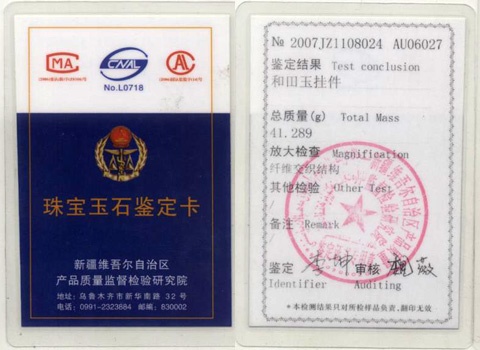 MA
CNAL
AL
No.L0718
珠宝玉石鉴定卡
新疆维吾尔自治区
产品质量监督检验研究院
地址：乌鲁木齐市新华南路 32 号
电话：0991-2323684 邮编：830002
№ 2007JZ1108024 AU06027
鉴定结果 Test conclusion
和田玉挂件
总质量(g) Total Mass
41.289
放大检查 Magnification
纤维交织结构
其他检验 Other Test
/
备注 Remark
/
鉴定 审核
Identifier Auditing
*本检测结果只对所检样品负责,翻印无效